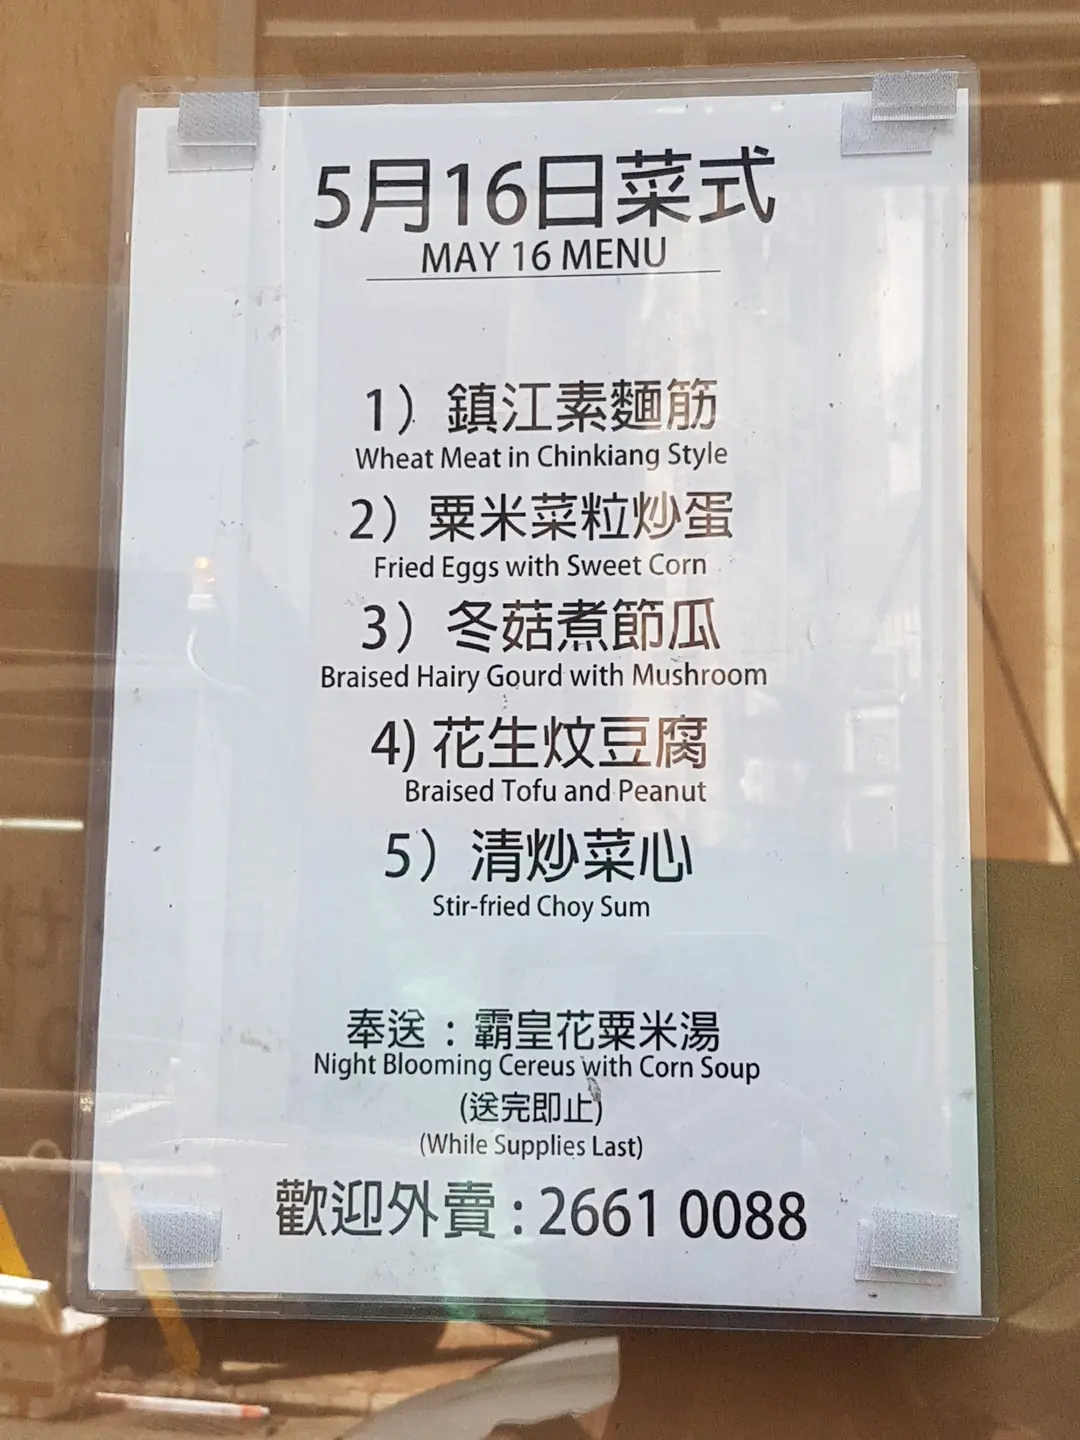 5月16日菜式
MAY 16 MENU
1）鎮江素麵筋
Wheat Meat in Chinkiang Style
2）粟米菜粒炒蛋
Fried Eggs with Sweet Corn
3）冬菇煮節瓜
Braised Hairy Gourd with Mushroom
4) 花生炆豆腐
Braised Tofu and Peanut
5）清炒菜心
Stir-fried Choy Sum
奉送：霸皇花粟米湯
Night Blooming Cereus with Corn Soup
(送完即止)
(While Supplies Last)
歡迎外賣 : 2661 0088